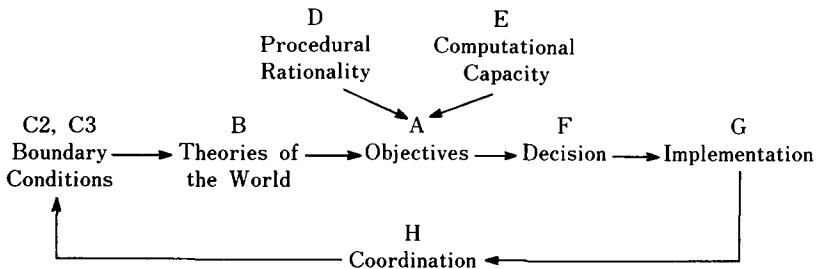 D
Procedural
Rationality
E
Computational
Capacity
C2, C3
Boundary
Conditions
B
Theories of
the World
A
Objectives
F
Decision
G
Implementation
H
Coordination